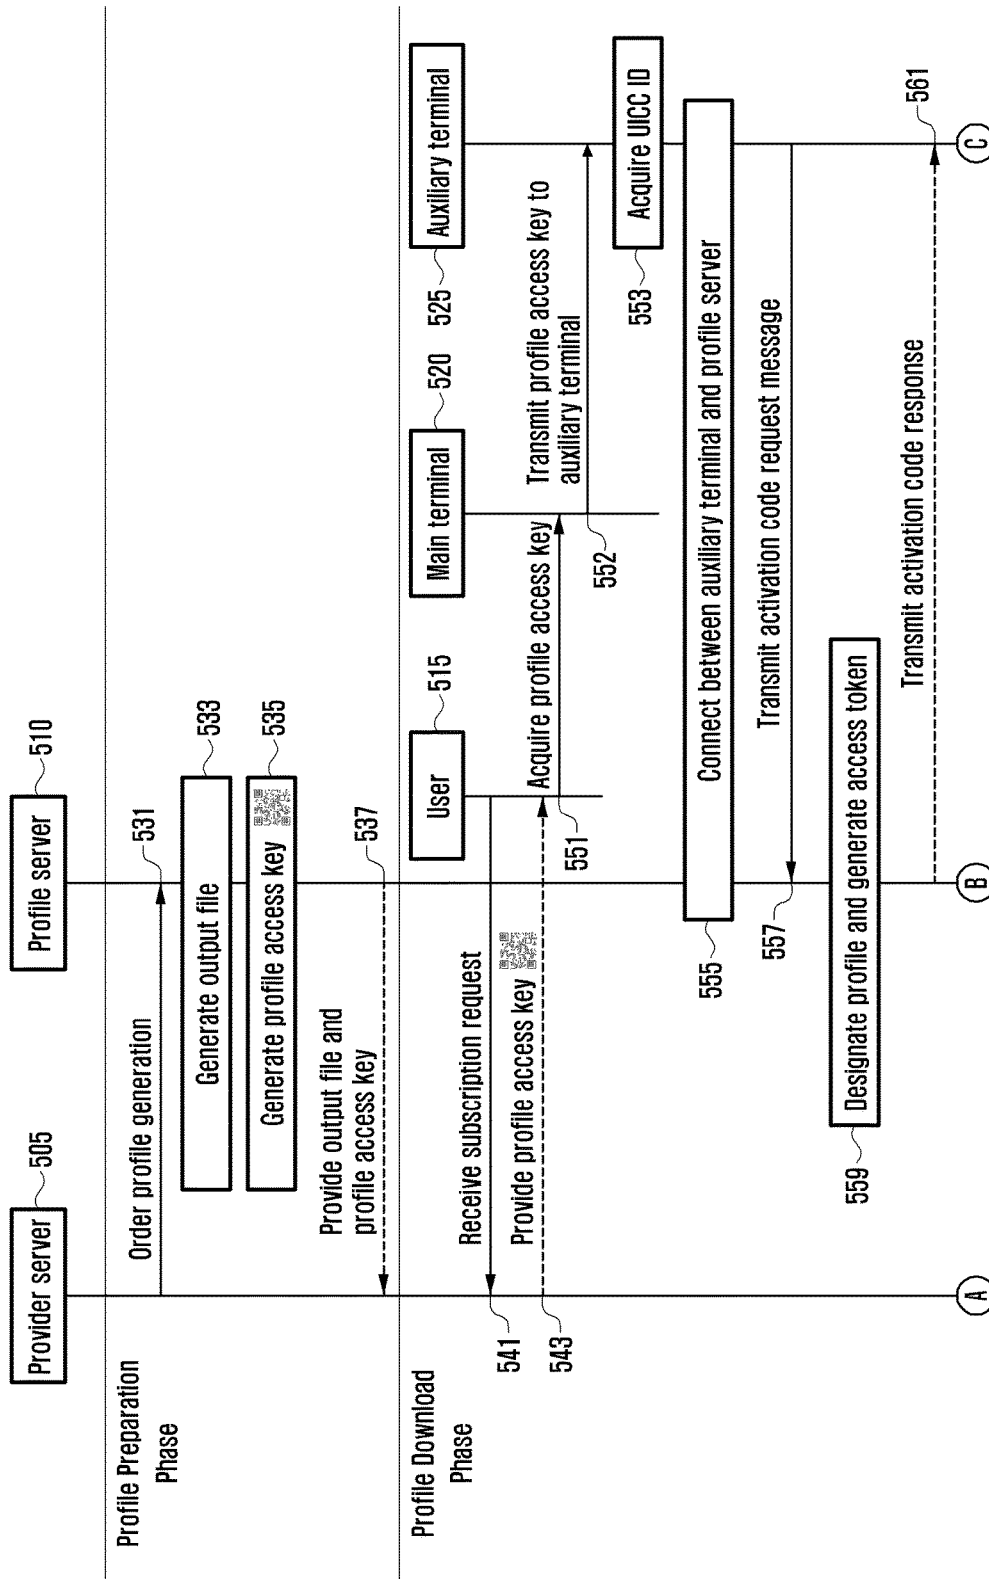 Provider server
505
Profile server
510
Profile Preparation
Phase
Order profile generation
531
Generate output file
533
Generate profile access key
535
Provide output file and
profile access key
537
Profile Download
Phase
User
515
Main terminal
520
Auxiliary terminal
525
541
Receive subscription request
543
Provide profile access key
551
Acquire profile access key
552
Transmit profile access key to
auxiliary terminal
553
Acquire UICC ID
555
Connect between auxiliary terminal and profile server
557
Transmit activation code request message
559
Designate profile and generate access token
Transmit activation code response
561
A
B
C